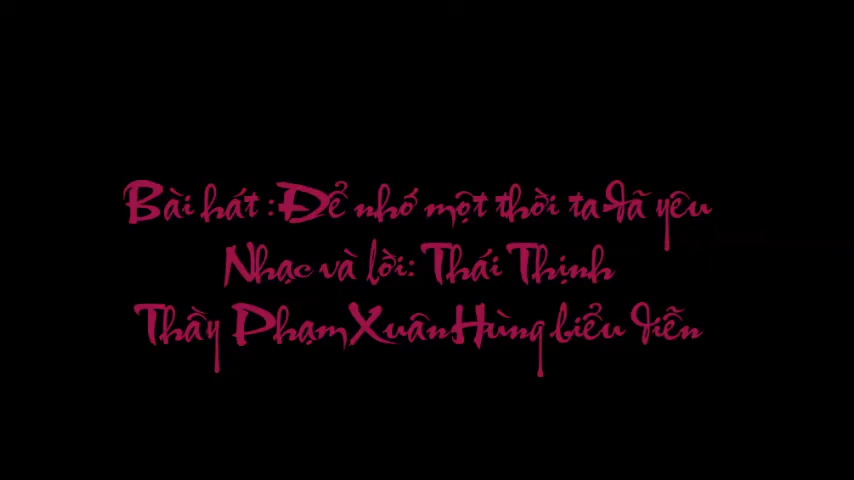 Bài hát :Để nhớ một thời ta đã yêu
Nhạc và lời: Thái Thịnh
Thầy Phạm Xuân Hùng biểu diễn